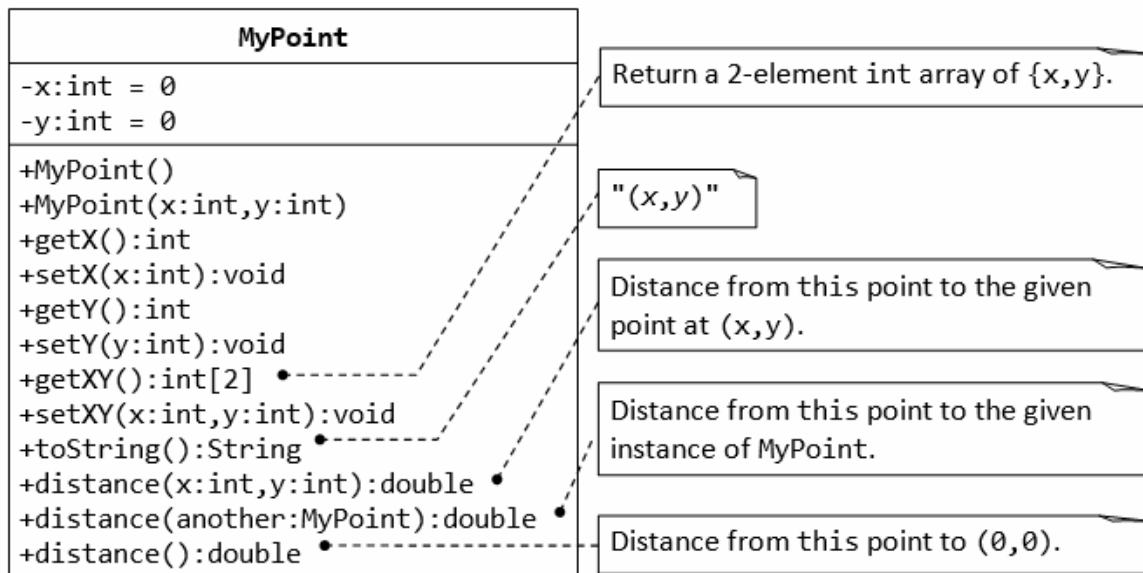 MyPoint
-x:int = 0
-y:int = 0
+MyPoint()
+MyPoint(x:int,y:int)
+getX():int
+setX(x:int):void
+getY():int
+setY(y:int):void
+getXY():int[2]
+setXY(x:int,y:int):void
+toString():String
+distance(x:int,y:int):double
+distance(another:MyPoint):double
+distance():double
Return a 2-element int array of {x,y}.
"(x,y)"
Distance from this point to the given
point at (x,y).
Distance from this point to the given
instance of MyPoint.
Distance from this point to (0,0).